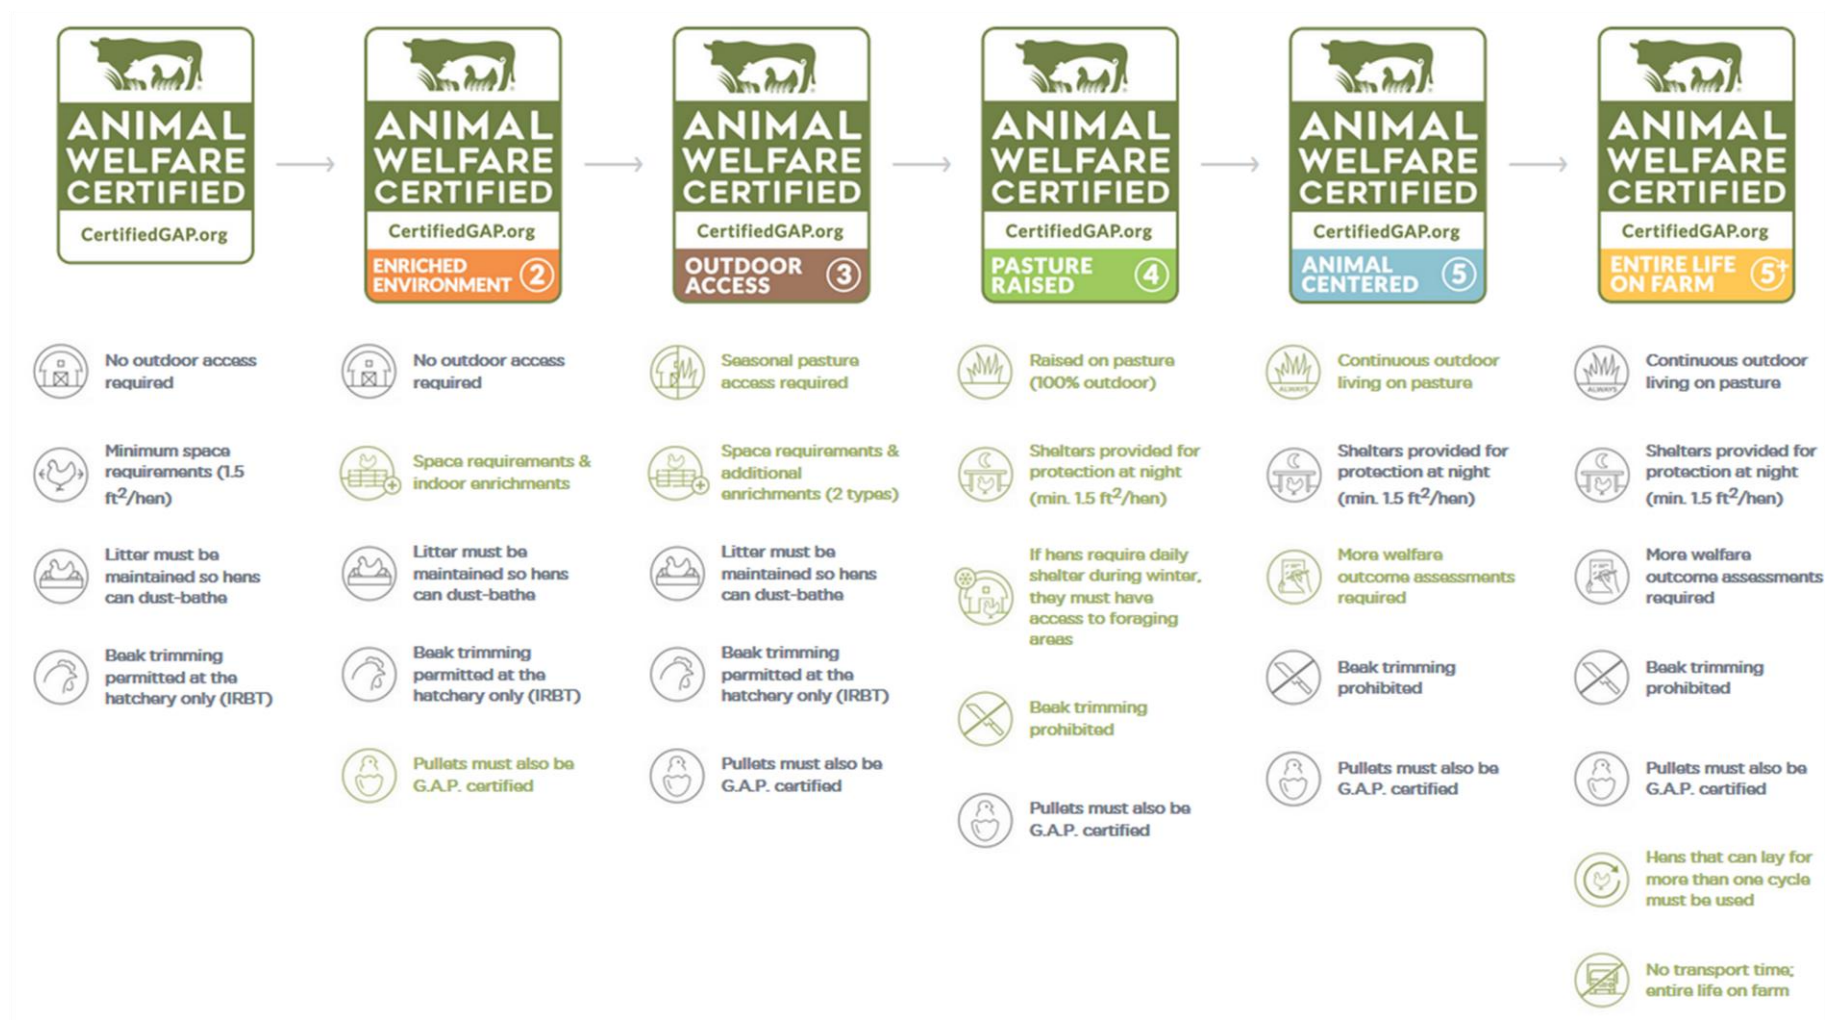 ANIMAL
WELFARE
CERTIFIED
CertifiedGAP.org
No outdoor access
required
Minimum space
requirements (1.5
ft²/hen)
Litter must be
maintained so hens
can dust-bathe
Beak trimming
permitted at the
hatchery only (IRBT)
ANIMAL
WELFARE
CERTIFIED
CertifiedGAP.org
ENRICHED
ENVIRONMENT 2
No outdoor access
required
Space requirements &
indoor enrichments
Litter must be
maintained so hens
can dust-bathe
Beak trimming
permitted at the
hatchery only (IRBT)
Pullets must also be
G.A.P. certified
ANIMAL
WELFARE
CERTIFIED
CertifiedGAP.org
OUTDOOR
ACCESS 3
Seasonal pasture
access required
Space requirements &
additional
enrichments (2 types)
Litter must be
maintained so hens
can dust-bathe
Beak trimming
permitted at the
hatchery only (IRBT)
Pullets must also be
G.A.P. certified
ANIMAL
WELFARE
CERTIFIED
CertifiedGAP.org
PASTURE
RAISED 4
Raised on pasture
(100% outdoor)
Shelters provided for
protection at night
(min. 1.5 ft²/hen)
If hens require daily
shelter during winter,
they must have
access to foraging
areas
Beak trimming
prohibited
Pullets must also be
G.A.P. certified
ANIMAL
WELFARE
CERTIFIED
CertifiedGAP.org
ANIMAL
CENTERED 5
ALWAYS
Continuous outdoor
living on pasture
Shelters provided for
protection at night
(min. 1.5 ft²/hen)
More welfare
outcome assessments
required
Beak trimming
prohibited
Pullets must also be
G.A.P. certified
ANIMAL
WELFARE
CERTIFIED
CertifiedGAP.org
ENTIRE LIFE
ON FARM 5+
ALWAYS
Continuous outdoor
living on pasture
Shelters provided for
protection at night
(min. 1.5 ft²/hen)
More welfare
outcome assessments
required
Beak trimming
prohibited
Pullets must also be
G.A.P. certified
Hens that can lay for
more than one cycle
must be used
No transport time;
entire life on farm